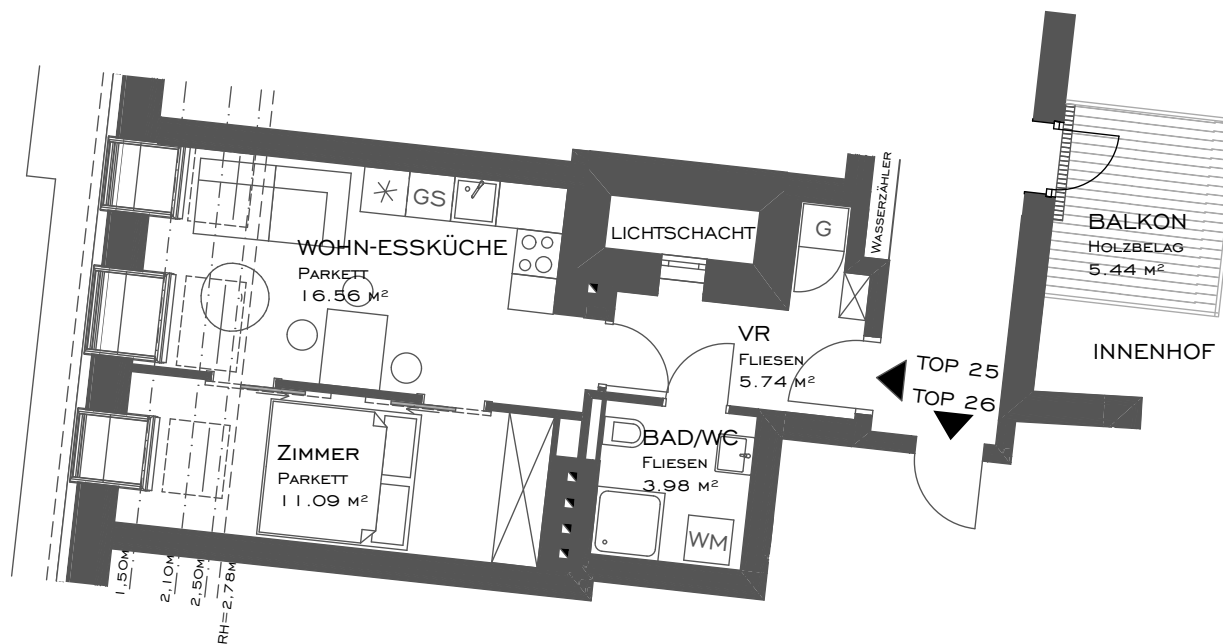 WASSERZÄHLER
GS
G
LICHTSCHACHT
BALKON
HOLZBELAG
5.44 M²
WOHN-ESSKÜCHE
PARKETT
16.56 M²
VR
FLIESEN
5.74 M²
INNENHOF
TOP 25
TOP 26
BAD/WC
FLIESEN
3.98 M²
ZIMMER
PARKETT
11.09 M²
WM
1,50M
2,10M
2,50M
RH=2,78M